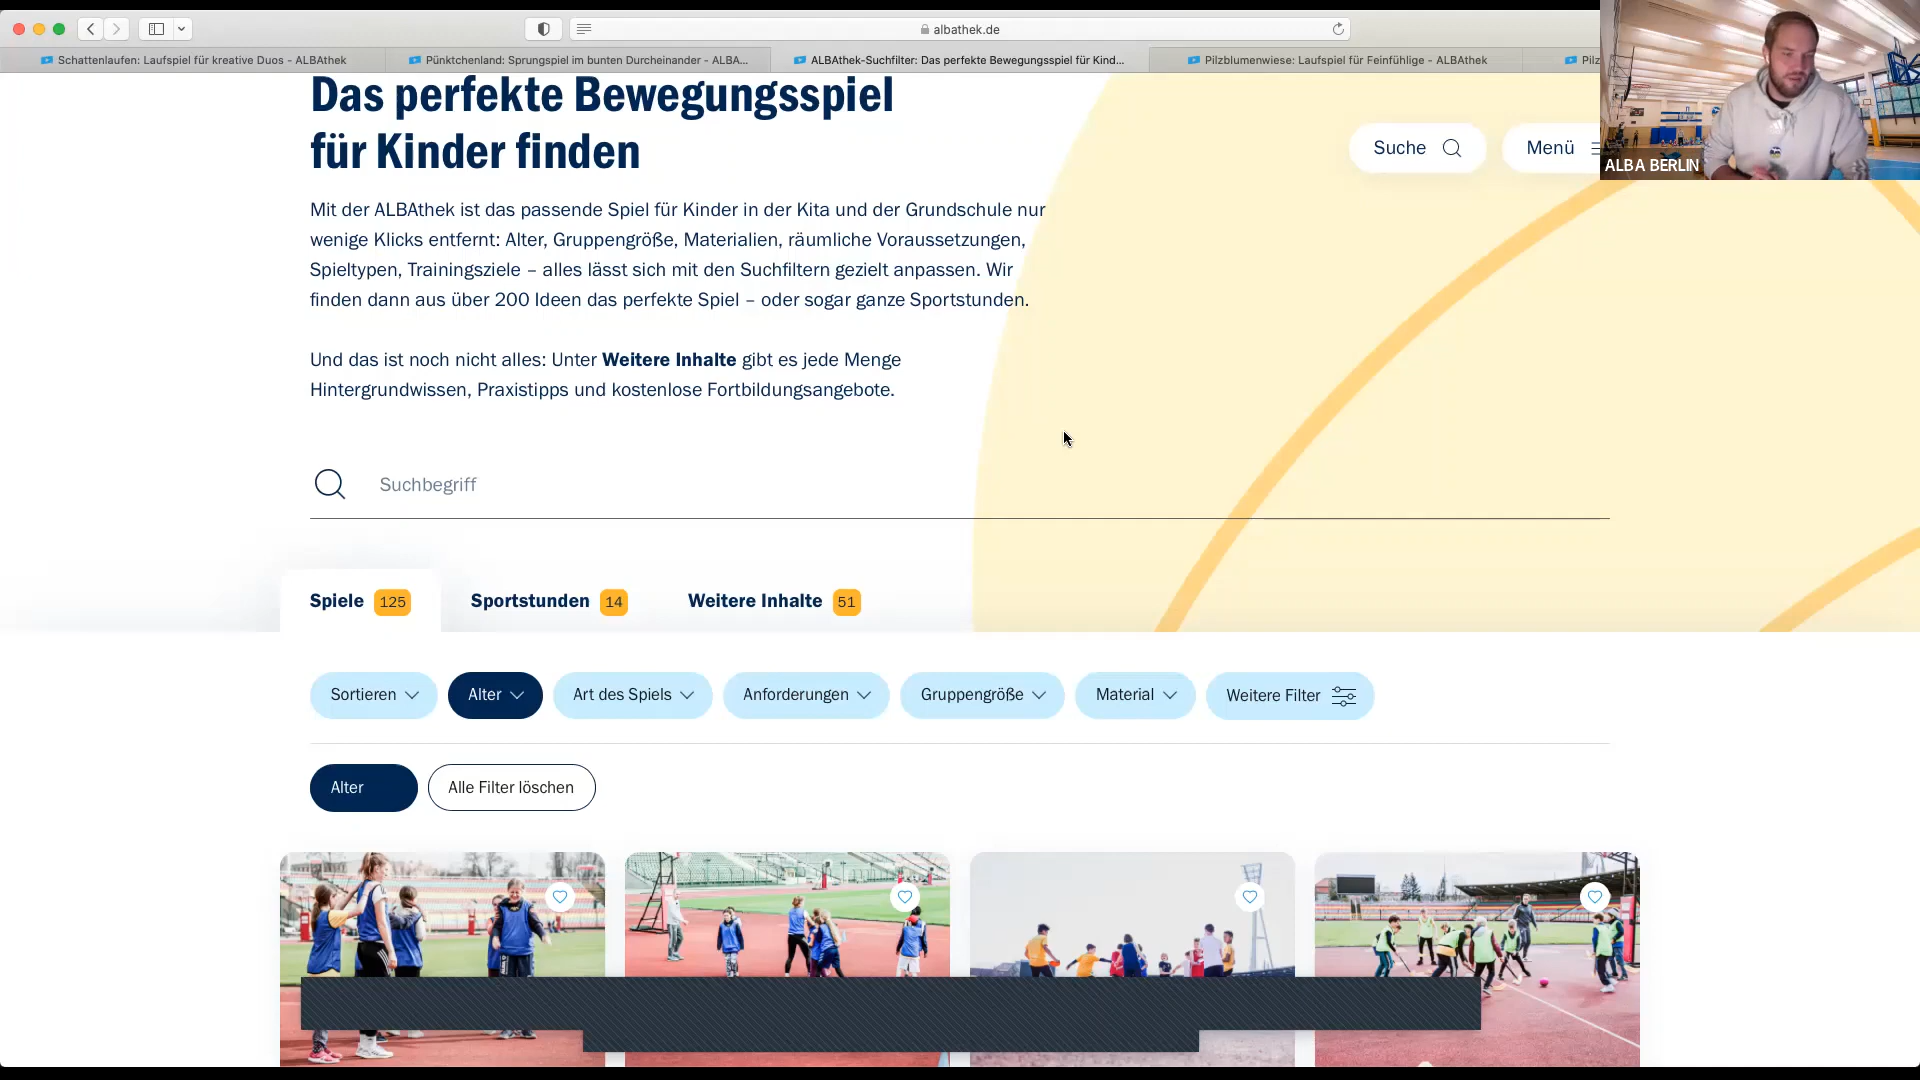 albathek.de
Schattenlaufen: Laufspiel für kreative Duos - ALBAthek
Pünktchenland: Sprungspiel im bunten Durcheinander - ALBA...
ALBAthek-Suchfilter: Das perfekte Bewegungsspiel für Kind...
Pilzblumenwiese: Laufspiel für Feinfühlige - ALBAthek
Pilz
Das perfekte Bewegungsspiel
für Kinder finden
Suche
Menü
ALBA BERLIN
Mit der ALBAthek ist das passende Spiel für Kinder in der Kita und der Grundschule nur
wenige Klicks entfernt: Alter, Gruppengröße, Materialien, räumliche Voraussetzungen,
Spieltypen, Trainingsziele – alles lässt sich mit den Suchfiltern gezielt anpassen. Wir
finden dann aus über 200 Ideen das perfekte Spiel – oder sogar ganze Sportstunden.
Und das ist noch nicht alles: Unter Weitere Inhalte gibt es jede Menge
Hintergrundwissen, Praxistipps und kostenlose Fortbildungsangebote.
Suchbegriff
Spiele 125 Sportstunden 14 Weitere Inhalte 51
Sortieren Alter Art des Spiels Anforderungen Gruppengröße Material Weitere Filter
Alter Alle Filter löschen